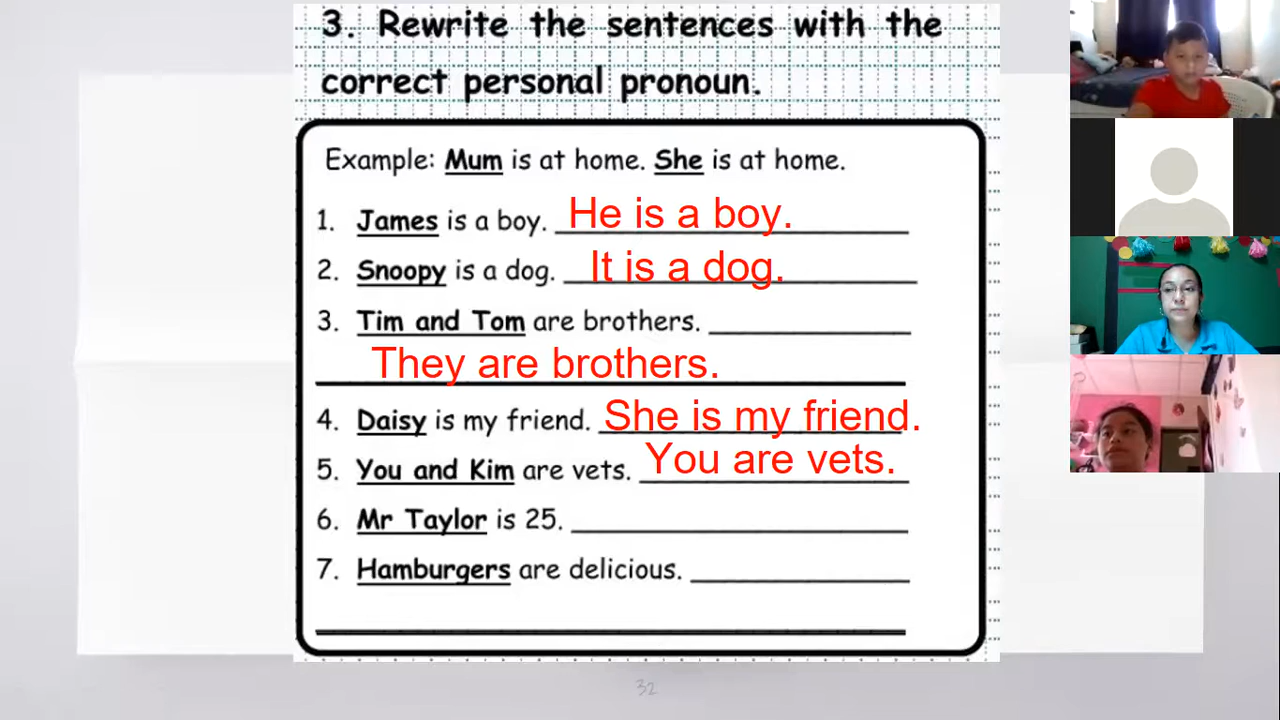 3. Rewrite the sentences with the
correct personal pronoun.
Example: Mum is at home. She is at home.
1. James is a boy. He is a boy.
2. Snoopy is a dog. It is a dog.
3. Tim and Tom are brothers.
They are brothers.
4. Daisy is my friend. She is my friend.
5. You and Kim are vets. You are vets.
6. Mr Taylor is 25.
7. Hamburgers are delicious.
32